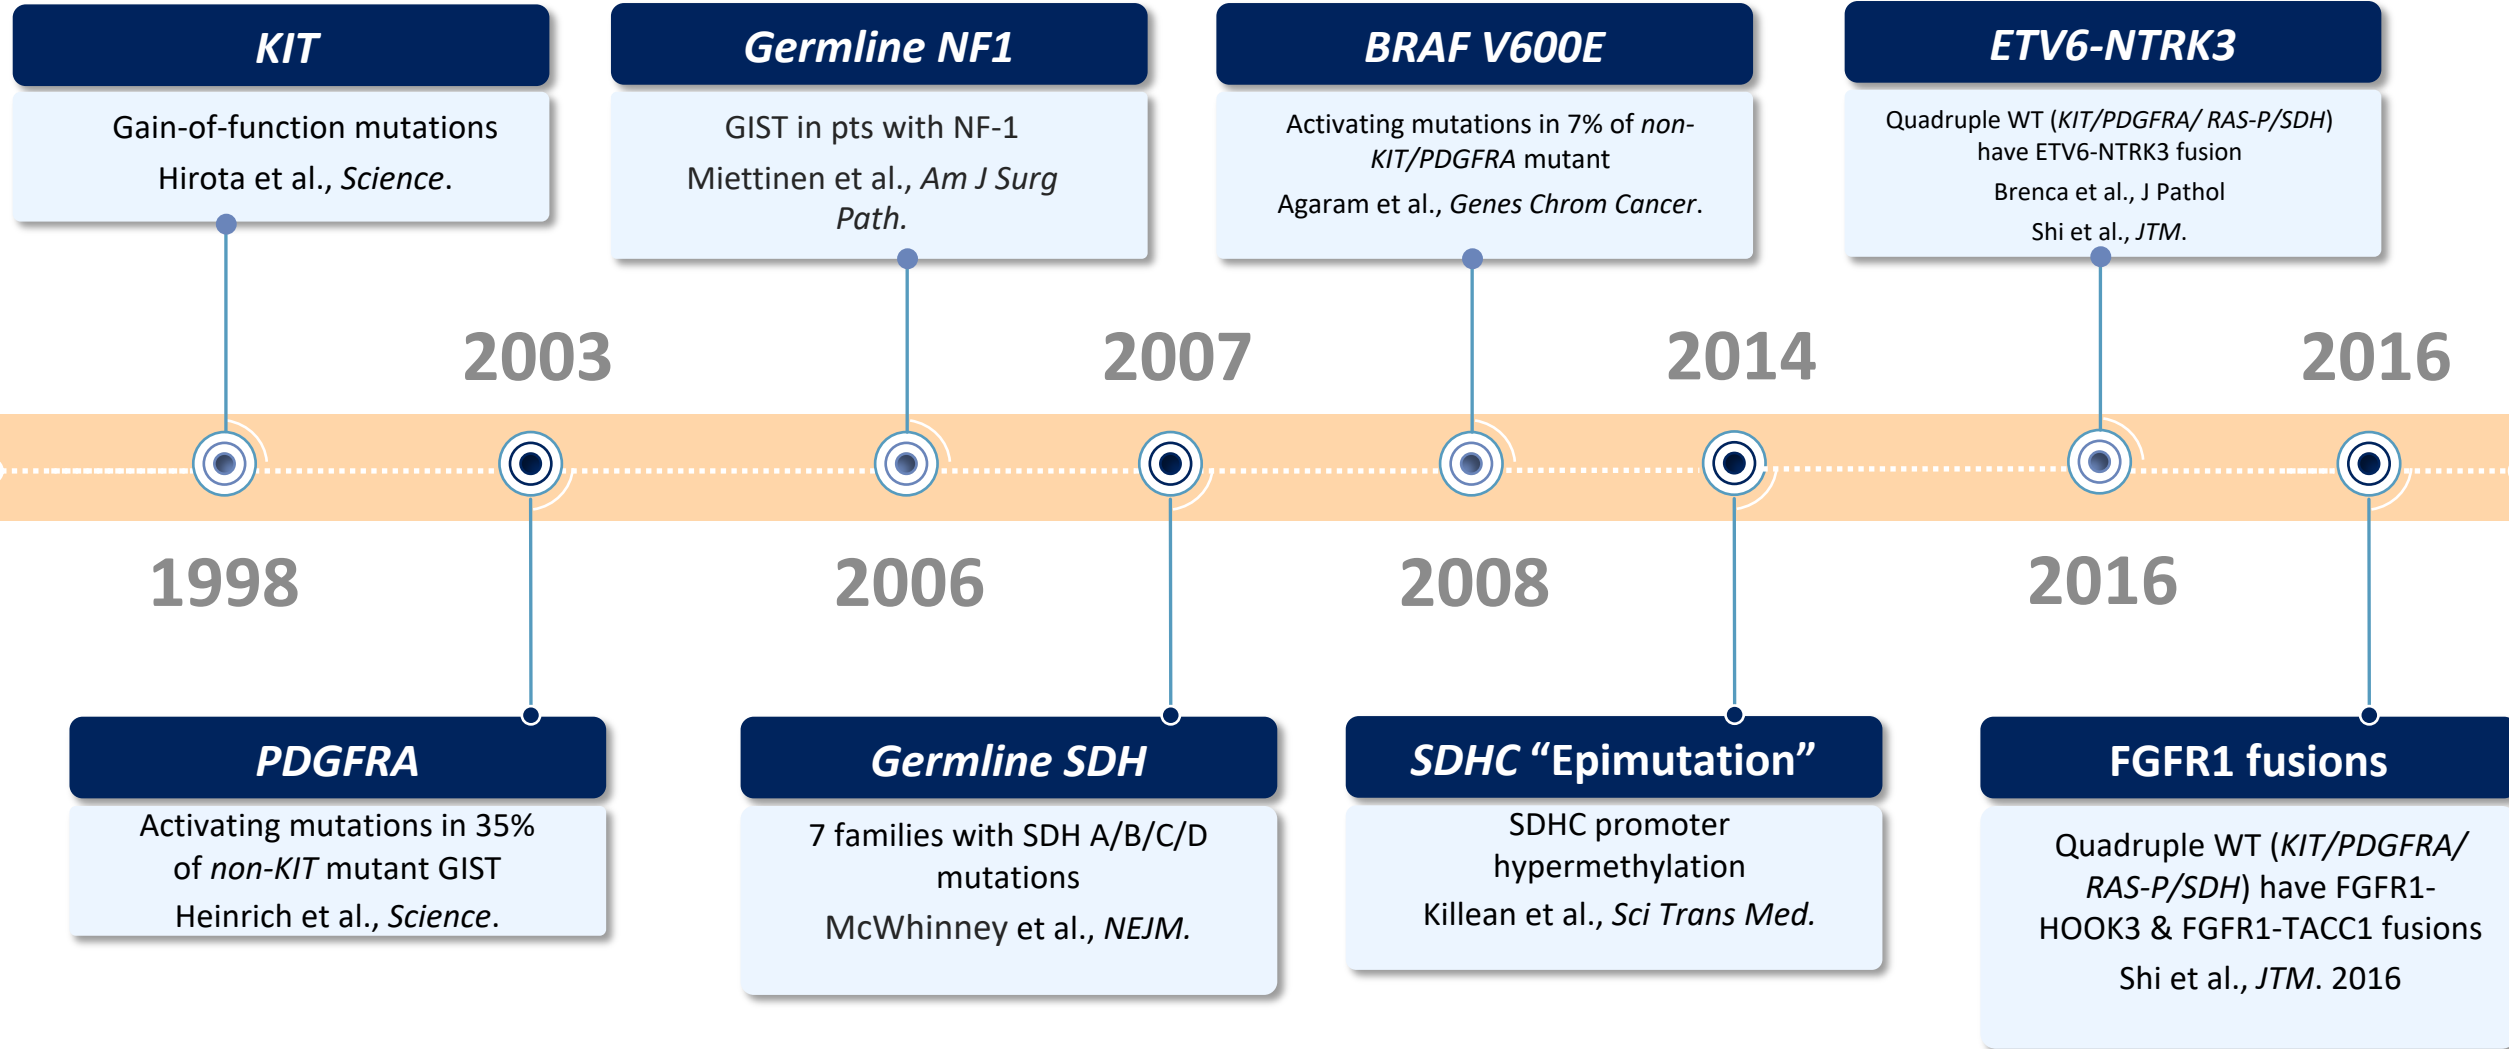 KIT
Gain-of-function mutations
Hirota et al., Science.
Germline NF1
GIST in pts with NF-1
Miettinen et al., Am J Surg
Path.
BRAF V600E
Activating mutations in 7% of non-
KIT/PDGFRA mutant
Agaram et al., Genes Chrom Cancer.
ETV6-NTRK3
Quadruple WT (KIT/PDGFRA/ RAS-P/SDH)
have ETV6-NTRK3 fusion
Brenca et al., J Pathol
Shi et al., JTM.
2003
2007
2014
2016
1998
2006
2008
2016
PDGFRA
Activating mutations in 35%
of non-KIT mutant GIST
Heinrich et al., Science.
Germline SDH
7 families with SDH A/B/C/D
mutations
McWhinney et al., NEJM.
SDHC “Epimutation”
SDHC promoter
hypermethylation
Killean et al., Sci Trans Med.
FGFR1 fusions
Quadruple WT (KIT/PDGFRA/
RAS-P/SDH) have FGFR1-
HOOK3 & FGFR1-TACC1 fusions
Shi et al., JTM. 2016